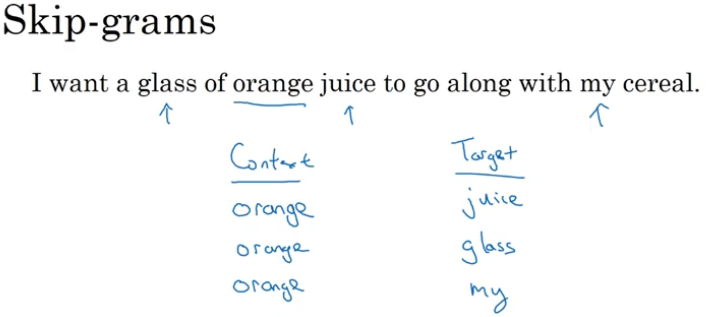 Skip-grams
I want a glass of orange juice to go along with my cereal.
Context Target
orange juice
orange glass
orange my